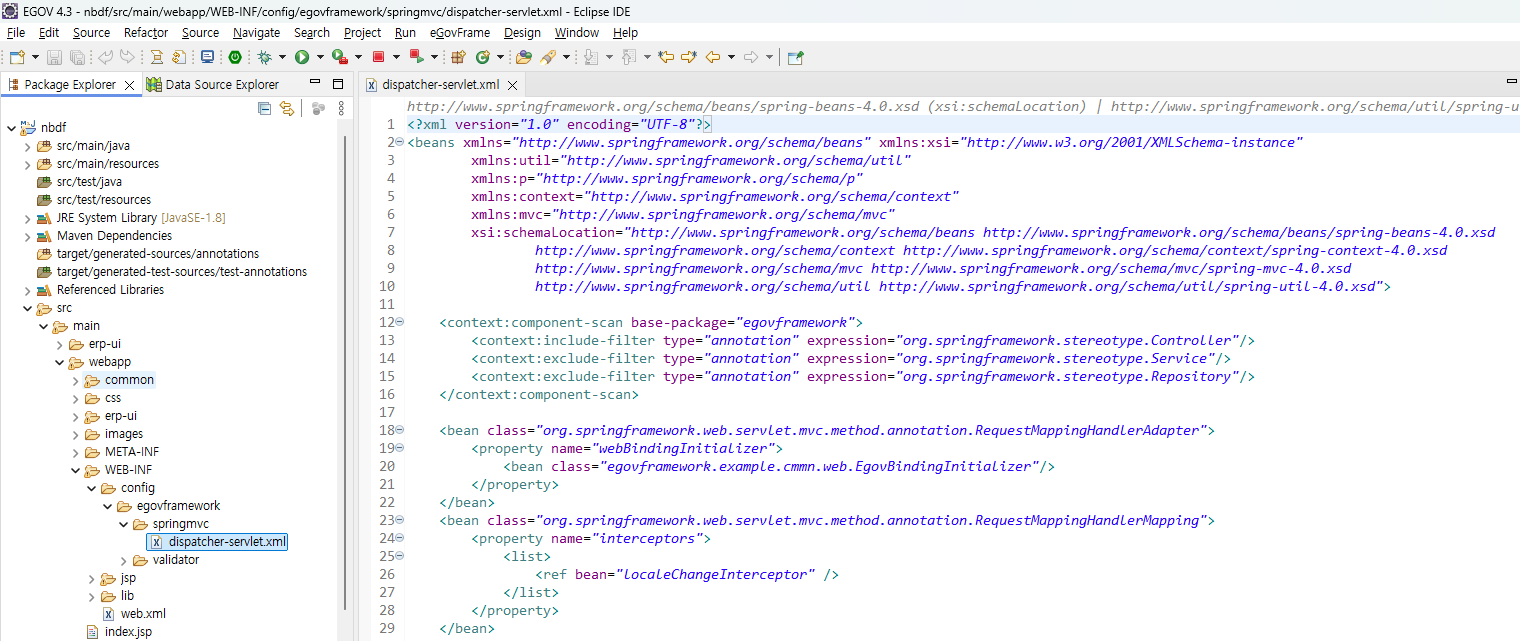 EGOV 4.3 - nbdf/src/main/webapp/WEB-INF/config/egovframework/springmvc/dispatcher-servlet.xml - Eclipse IDE
File Edit Source Refactor Source Navigate Search Project Run eGovFrame Design Window Help
Package Explorer Data Source Explorer
nbdf
src/main/java
src/main/resources
src/test/java
src/test/resources
JRE System Library [JavaSE-1.8]
Maven Dependencies
target/generated-sources/annotations
target/generated-test-sources/test-annotations
Referenced Libraries
src
main
erp-ui
webapp
common
css
erp-ui
images
META-INF
WEB-INF
config
egovframework
springmvc
dispatcher-servlet.xml
validator
jsp
lib
web.xml
index.jsp
dispatcher-servlet.xml
http://www.springframework.org/schema/beans/spring-beans-4.0.xsd (xsi:schemaLocation) | http://www.springframework.org/schema/util/spring-u
1 <?xml version="1.0" encoding="UTF-8"?>
2 <beans xmlns="http://www.springframework.org/schema/beans" xmlns:xsi="http://www.w3.org/2001/XMLSchema-instance"
3 xmlns:util="http://www.springframework.org/schema/util"
4 xmlns:p="http://www.springframework.org/schema/p"
5 xmlns:context="http://www.springframework.org/schema/context"
6 xmlns:mvc="http://www.springframework.org/schema/mvc"
7 xsi:schemaLocation="http://www.springframework.org/schema/beans http://www.springframework.org/schema/beans/spring-beans-4.0.xsd
8 http://www.springframework.org/schema/context http://www.springframework.org/schema/context/spring-context-4.0.xsd
9 http://www.springframework.org/schema/mvc http://www.springframework.org/schema/mvc/spring-mvc-4.0.xsd
10 http://www.springframework.org/schema/util http://www.springframework.org/schema/util/spring-util-4.0.xsd">
11
12 <context:component-scan base-package="egovframework">
13 <context:include-filter type="annotation" expression="org.springframework.stereotype.Controller"/>
14 <context:exclude-filter type="annotation" expression="org.springframework.stereotype.Service"/>
15 <context:exclude-filter type="annotation" expression="org.springframework.stereotype.Repository"/>
16 </context:component-scan>
17
18 <bean class="org.springframework.web.servlet.mvc.method.annotation.RequestMappingHandlerAdapter">
19 <property name="webBindingInitializer">
20 <bean class="egovframework.example.cmmn.web.EgovBindingInitializer"/>
21 </property>
22 </bean>
23 <bean class="org.springframework.web.servlet.mvc.method.annotation.RequestMappingHandlerMapping">
24 <property name="interceptors">
25 <list>
26 <ref bean="localeChangeInterceptor" />
27 </list>
28 </property>
29 </bean>